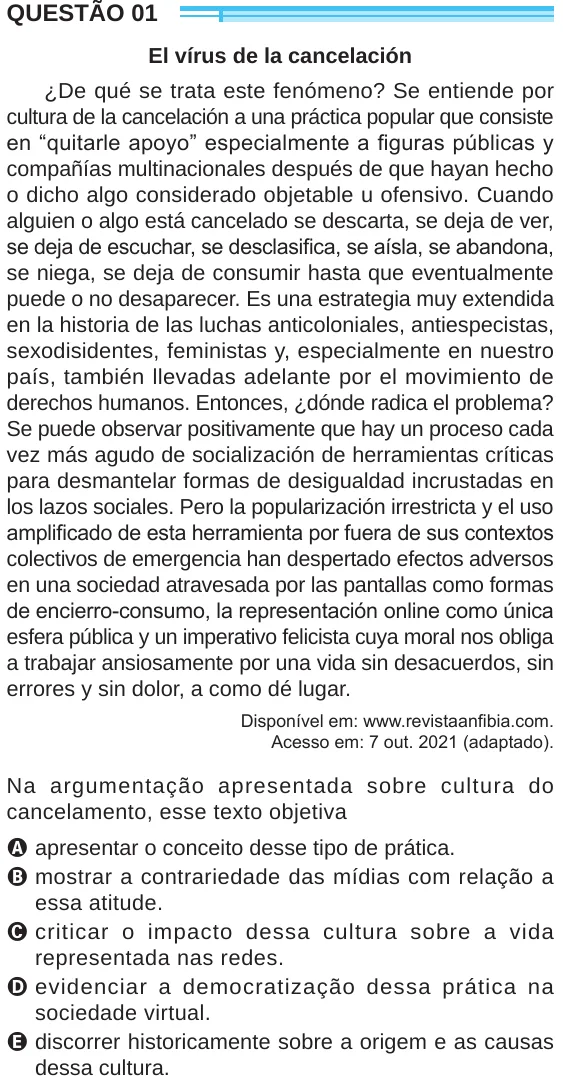 QUESTÃO 01
El vírus de la cancelación
¿De qué se trata este fenómeno? Se entiende por
cultura de la cancelación a una práctica popular que consiste
en “quitarle apoyo” especialmente a figuras públicas y
compañías multinacionales después de que hayan hecho
o dicho algo considerado objetable u ofensivo. Cuando
alguien o algo está cancelado se descarta, se deja de ver,
se deja de escuchar, se desclasifica, se aísla, se abandona,
se niega, se deja de consumir hasta que eventualmente
puede o no desaparecer. Es una estrategia muy extendida
en la historia de las luchas anticoloniales, antiespecistas,
sexodisidentes, feministas y, especialmente en nuestro
país, también llevadas adelante por el movimiento de
derechos humanos. Entonces, ¿dónde radica el problema?
Se puede observar positivamente que hay un proceso cada
vez más agudo de socialización de herramientas críticas
para desmantelar formas de desigualdad incrustadas en
los lazos sociales. Pero la popularización irrestricta y el uso
amplificado de esta herramienta por fuera de sus contextos
colectivos de emergencia han despertado efectos adversos
en una sociedad atravesada por las pantallas como formas
de encierro-consumo, la representación online como única
esfera pública y un imperativo felicista cuya moral nos obliga
a trabajar ansiosamente por una vida sin desacuerdos, sin
errores y sin dolor, a como dé lugar.
Disponível em: www.revistaanfibia.com.
Acesso em: 7 out. 2021 (adaptado).
Na argumentação apresentada sobre cultura do
cancelamento, esse texto objetiva
A apresentar o conceito desse tipo de prática.
B mostrar a contrariedade das mídias com relação a
essa atitude.
C criticar o impacto dessa cultura sobre a vida
representada nas redes.
D evidenciar a democratização dessa prática na
sociedade virtual.
E discorrer historicamente sobre a origem e as causas
dessa cultura.